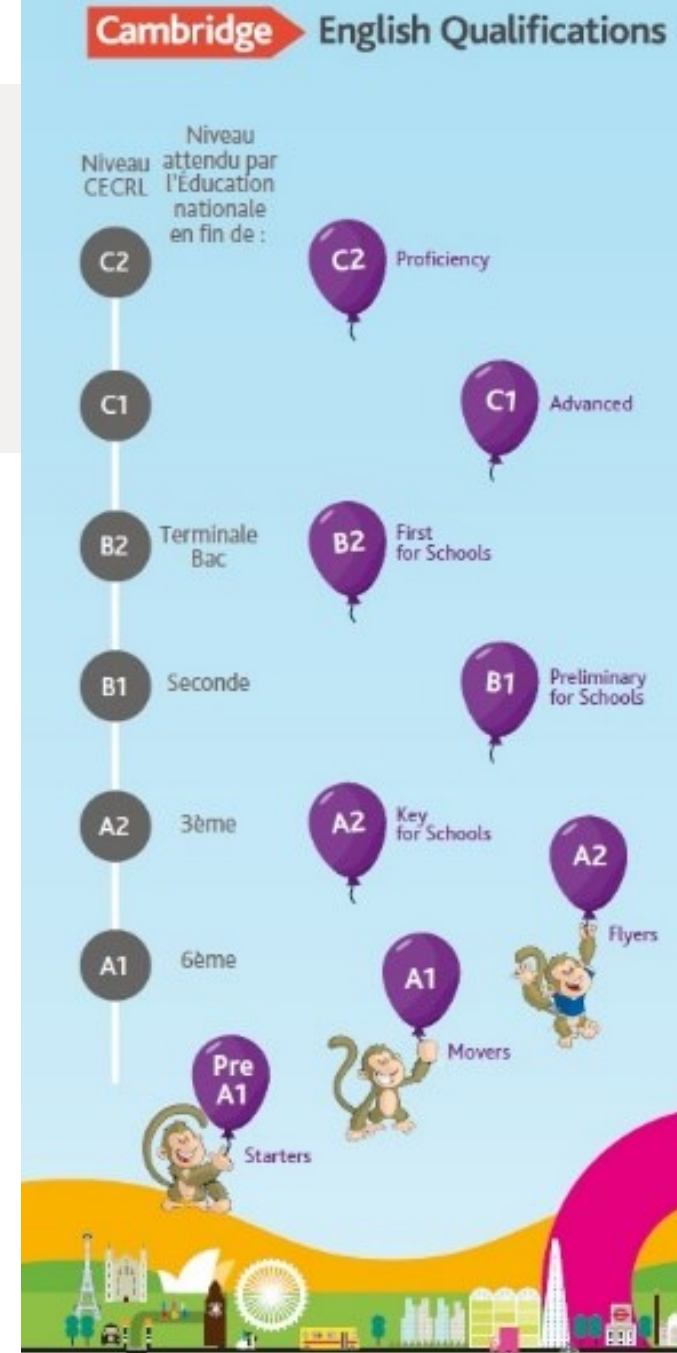 Cambridge English Qualifications
Niveau
CECRL
Niveau
attendu par
l'Éducation
nationale
en fin de :
C2
C2 Proficiency
C1
C1 Advanced
B2
Terminale
Bac
B2
First
for Schools
B1
Seconde
B1
Preliminary
for Schools
A2
3ème
A2
Key
for Schools
A2
Flyers
A1
6ème
A1
Movers
Pre
A1
Starters